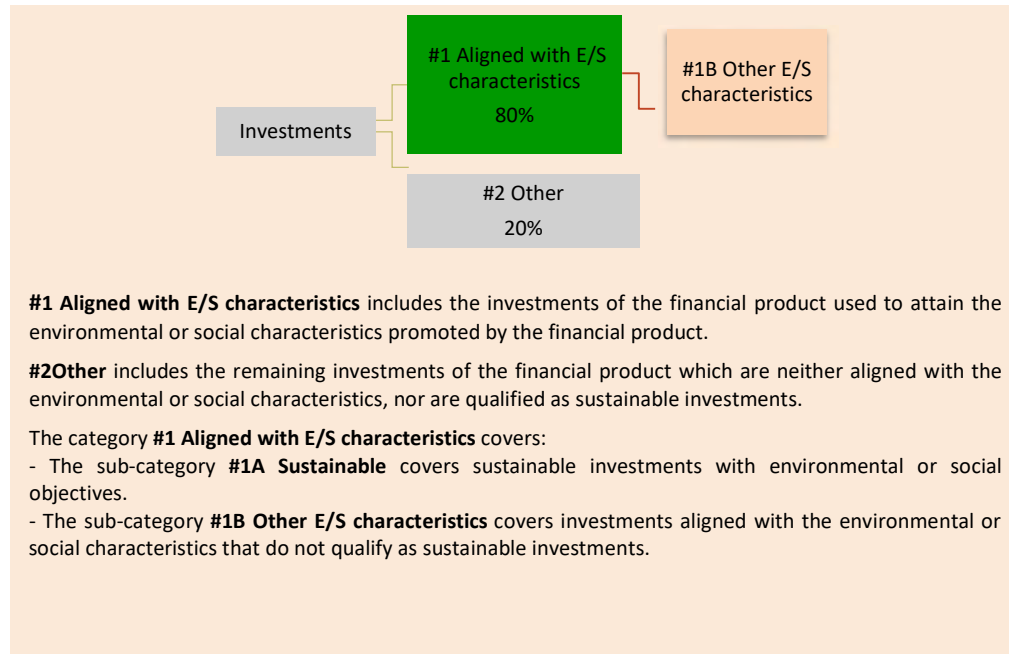 #1 Aligned with E/S
characteristics
80%
#1B Other E/S
characteristics
Investments
#2 Other
20%
#1 Aligned with E/S characteristics includes the investments of the financial product used to attain the
environmental or social characteristics promoted by the financial product.
#2Other includes the remaining investments of the financial product which are neither aligned with the
environmental or social characteristics, nor are qualified as sustainable investments.
The category #1 Aligned with E/S characteristics covers:
- The sub-category #1A Sustainable covers sustainable investments with environmental or social
objectives.
- The sub-category #1B Other E/S characteristics covers investments aligned with the environmental or
social characteristics that do not qualify as sustainable investments.